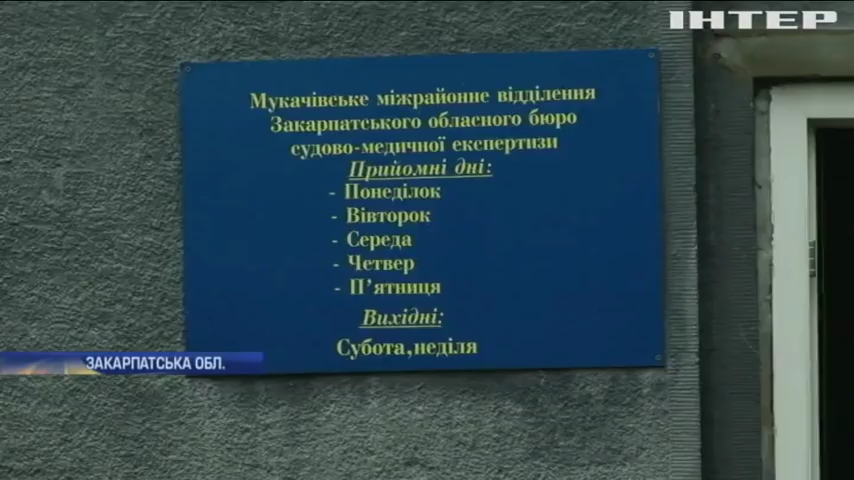 ІНТЕР
Мукачівське міжрайонне відділення
Закарпатського обласного бюро
судово-медичної експертизи
Прийомні дні:
- Понеділок
- Вівторок
- Середа
- Четвер
- П'ятниця
Вихідні:
Субота,неділя
ЗАКАРПАТСЬКА ОБЛ.